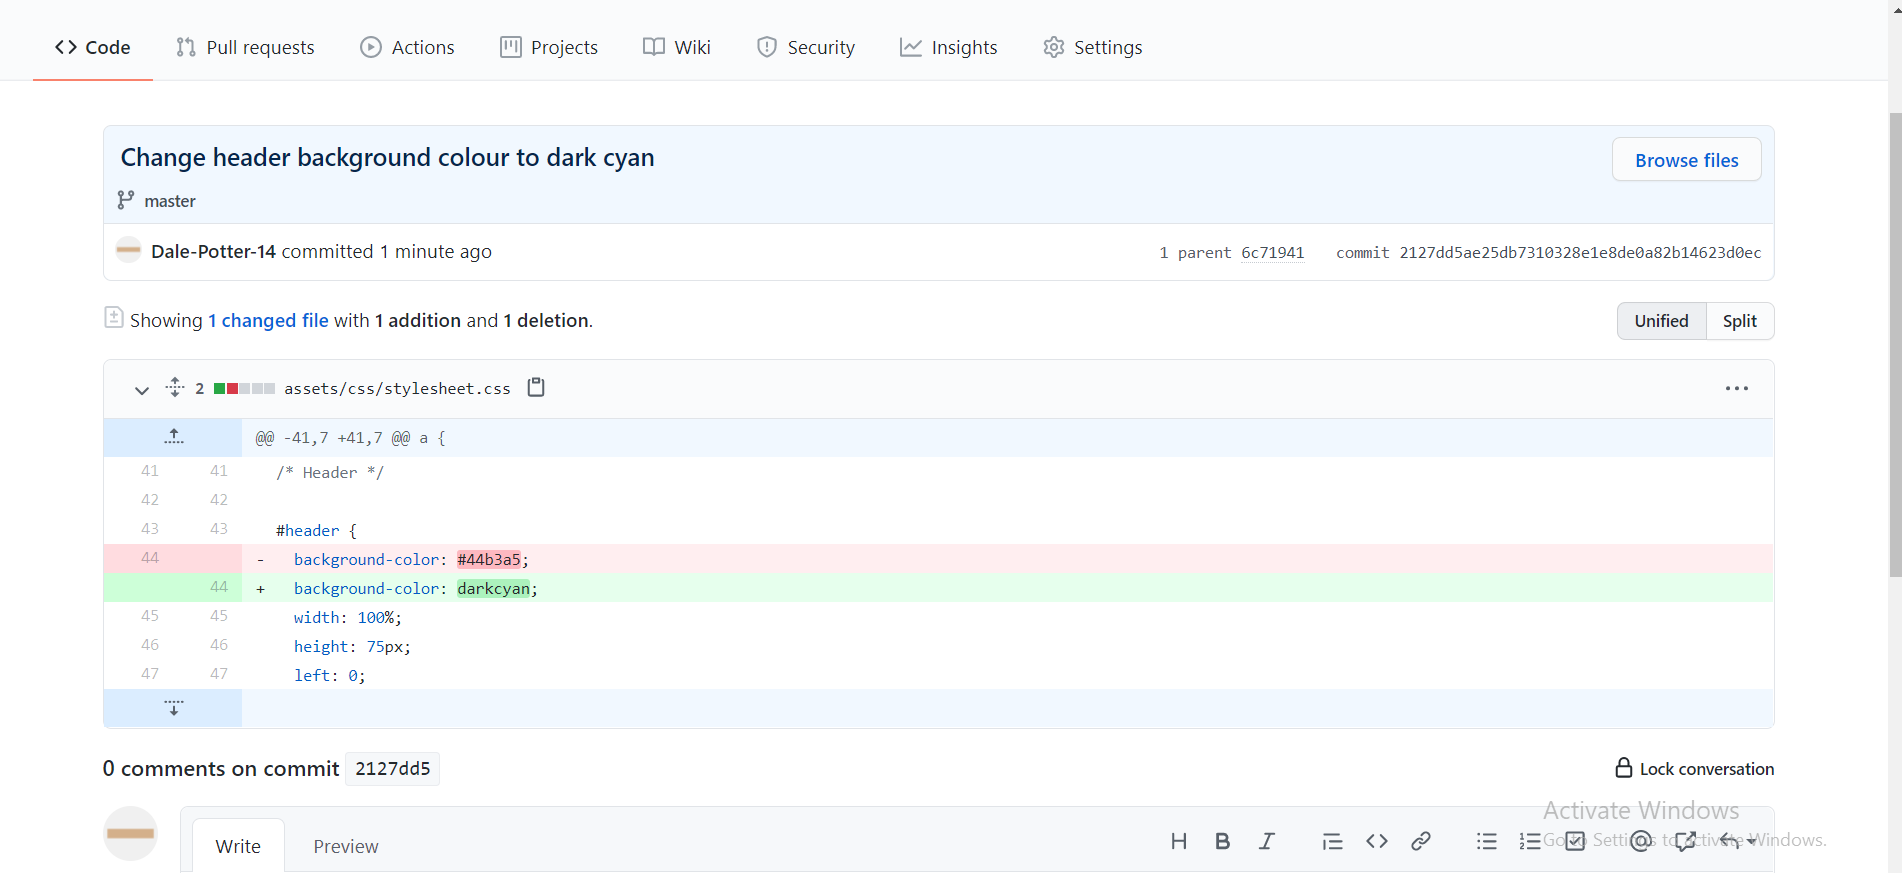 Code Pull requests Actions Projects Wiki Security Insights Settings
Change header background colour to dark cyan
Browse files
master
Dale-Potter-14 committed 1 minute ago
1 parent 6c71941 commit 2127dd5ae25db7310328e1e8de0a82b14623d0ec
Showing 1 changed file with 1 addition and 1 deletion.
Unified Split
2 assets/css/stylesheet.css
@@ -41,7 +41,7 @@ a {
41 41 /* Header */
42 42
43 43 #header {
44 - background-color: #44b3a5;
44 + background-color: darkcyan;
45 45 width: 100%;
46 46 height: 75px;
47 47 left: 0;
0 comments on commit 2127dd5
Lock conversation
Write Preview
Activate Windows
Go to Settings to activate Windows.